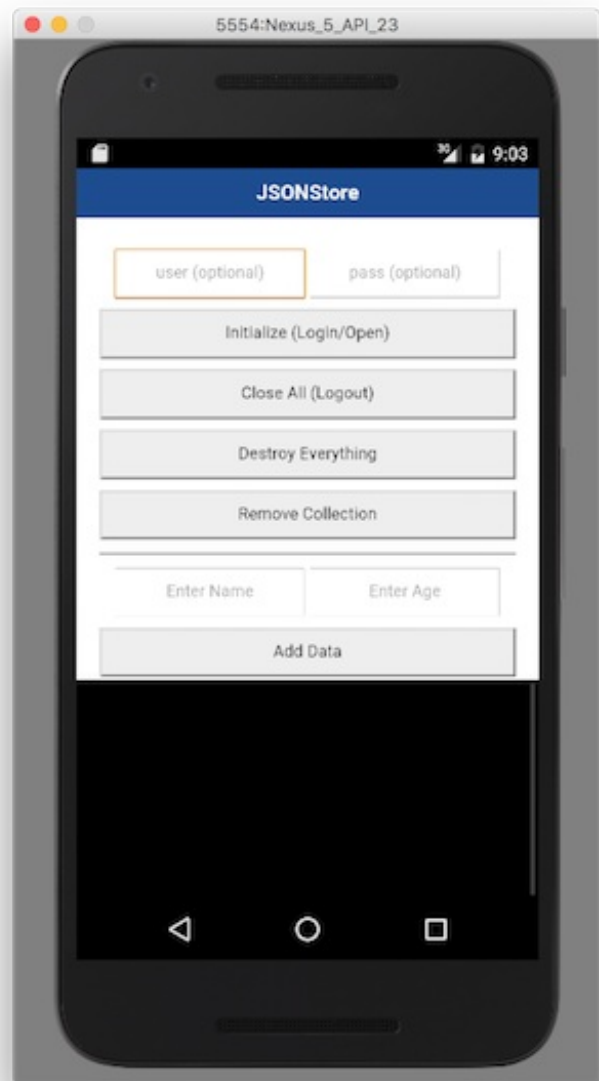 5554:Nexus_5_API_23
3G 9:03
JSONStore
user (optional) pass (optional)
Initialize (Login/Open)
Close All (Logout)
Destroy Everything
Remove Collection
Enter Name Enter Age
Add Data